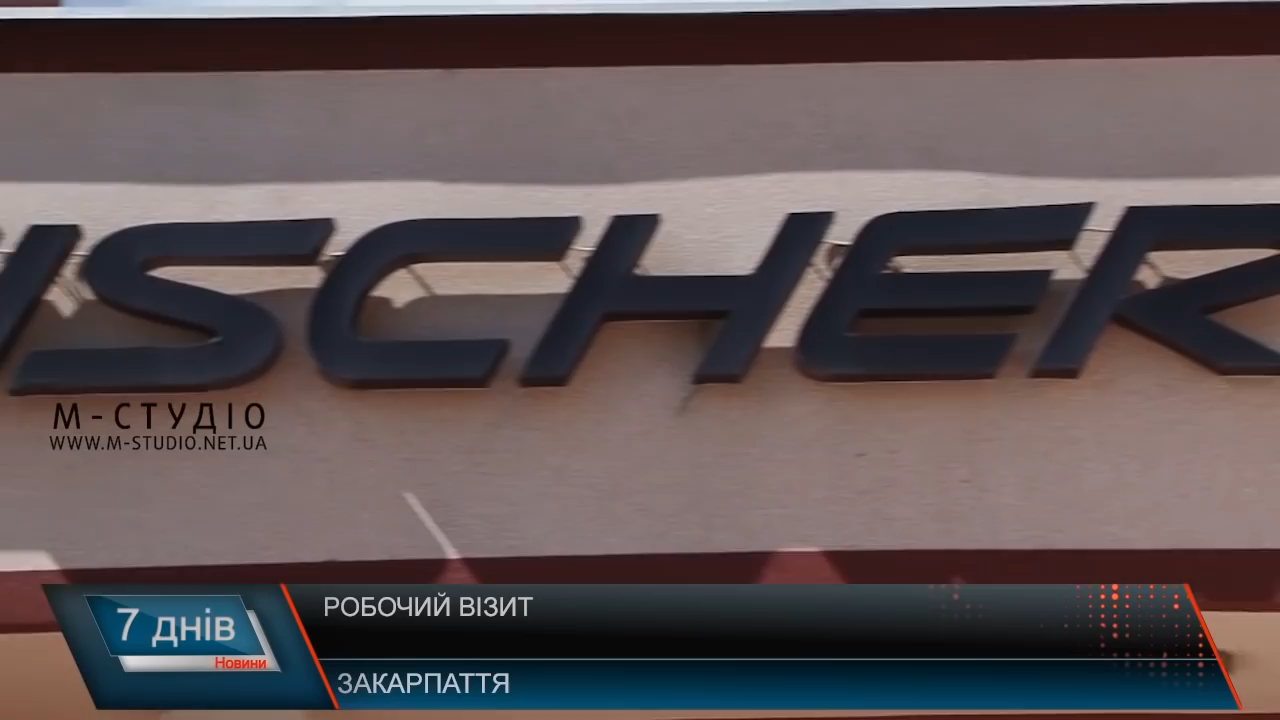 ISCHER
М-СТУДІО
WWW.M-STUDIO.NET.UA
7 днів
Новини
РОБОЧИЙ ВІЗИТ
ЗАКАРПАТТЯ